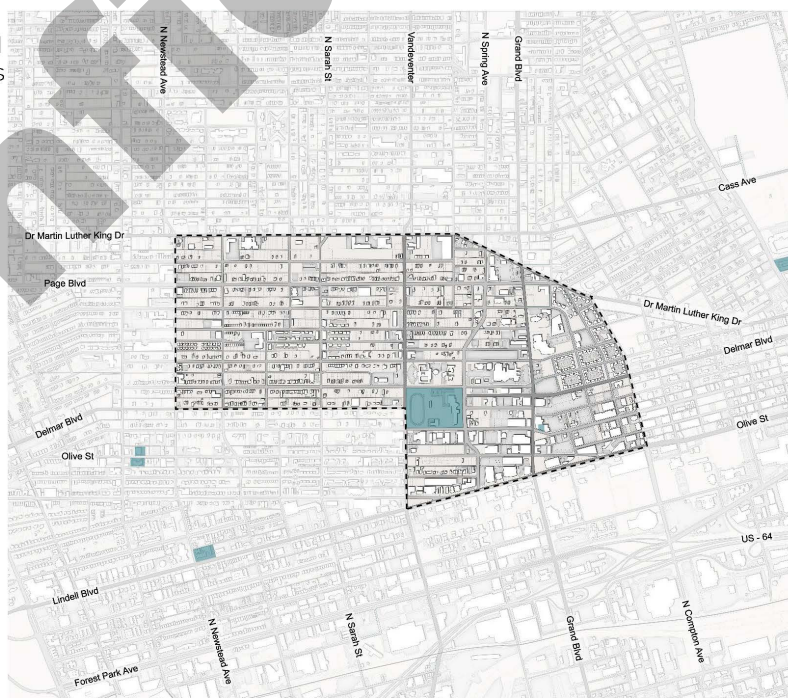 N Newstead Ave
N Sarah St
Vandeventer
N Spring Ave
Grand Blvd
Cass Ave
Dr Martin Luther King Dr
Page Blvd
Dr Martin Luther King Dr
Delmar Blvd
Delmar Blvd
Olive St
Olive St
US - 64
Lindell Blvd
N Newstead Ave
N Sarah St
Grand Blvd
N Compton Ave
Forest Park Ave